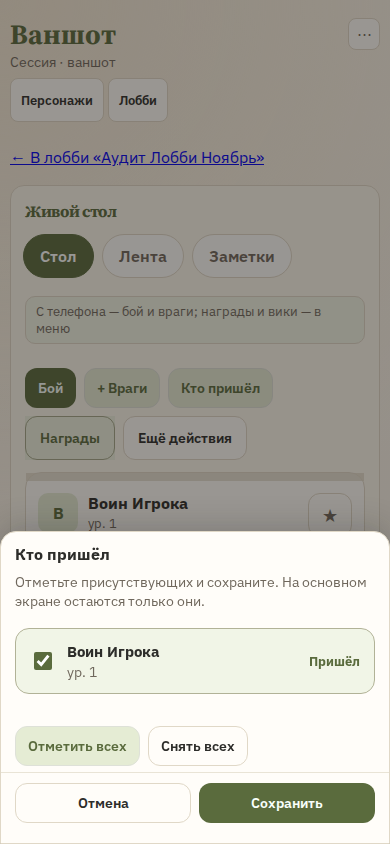 Ваншот
...
Сессия · ваншот
Персонажи
Лобби
← В лобби «Аудит Лобби Ноябрь»
Живой стол
Стол
Лента
Заметки
С телефона — бой и враги; награды и вики — в
меню
Бой
+ Враги
Кто пришёл
Награды
Ещё действия
В
Воин Игрока
ур. 1
★
Кто пришёл
Отметьте присутствующих и сохраните. На основном
экране остаются только они.
Воин Игрока
ур. 1
Пришёл
Отметить всех
Снять всех
Отмена
Сохранить